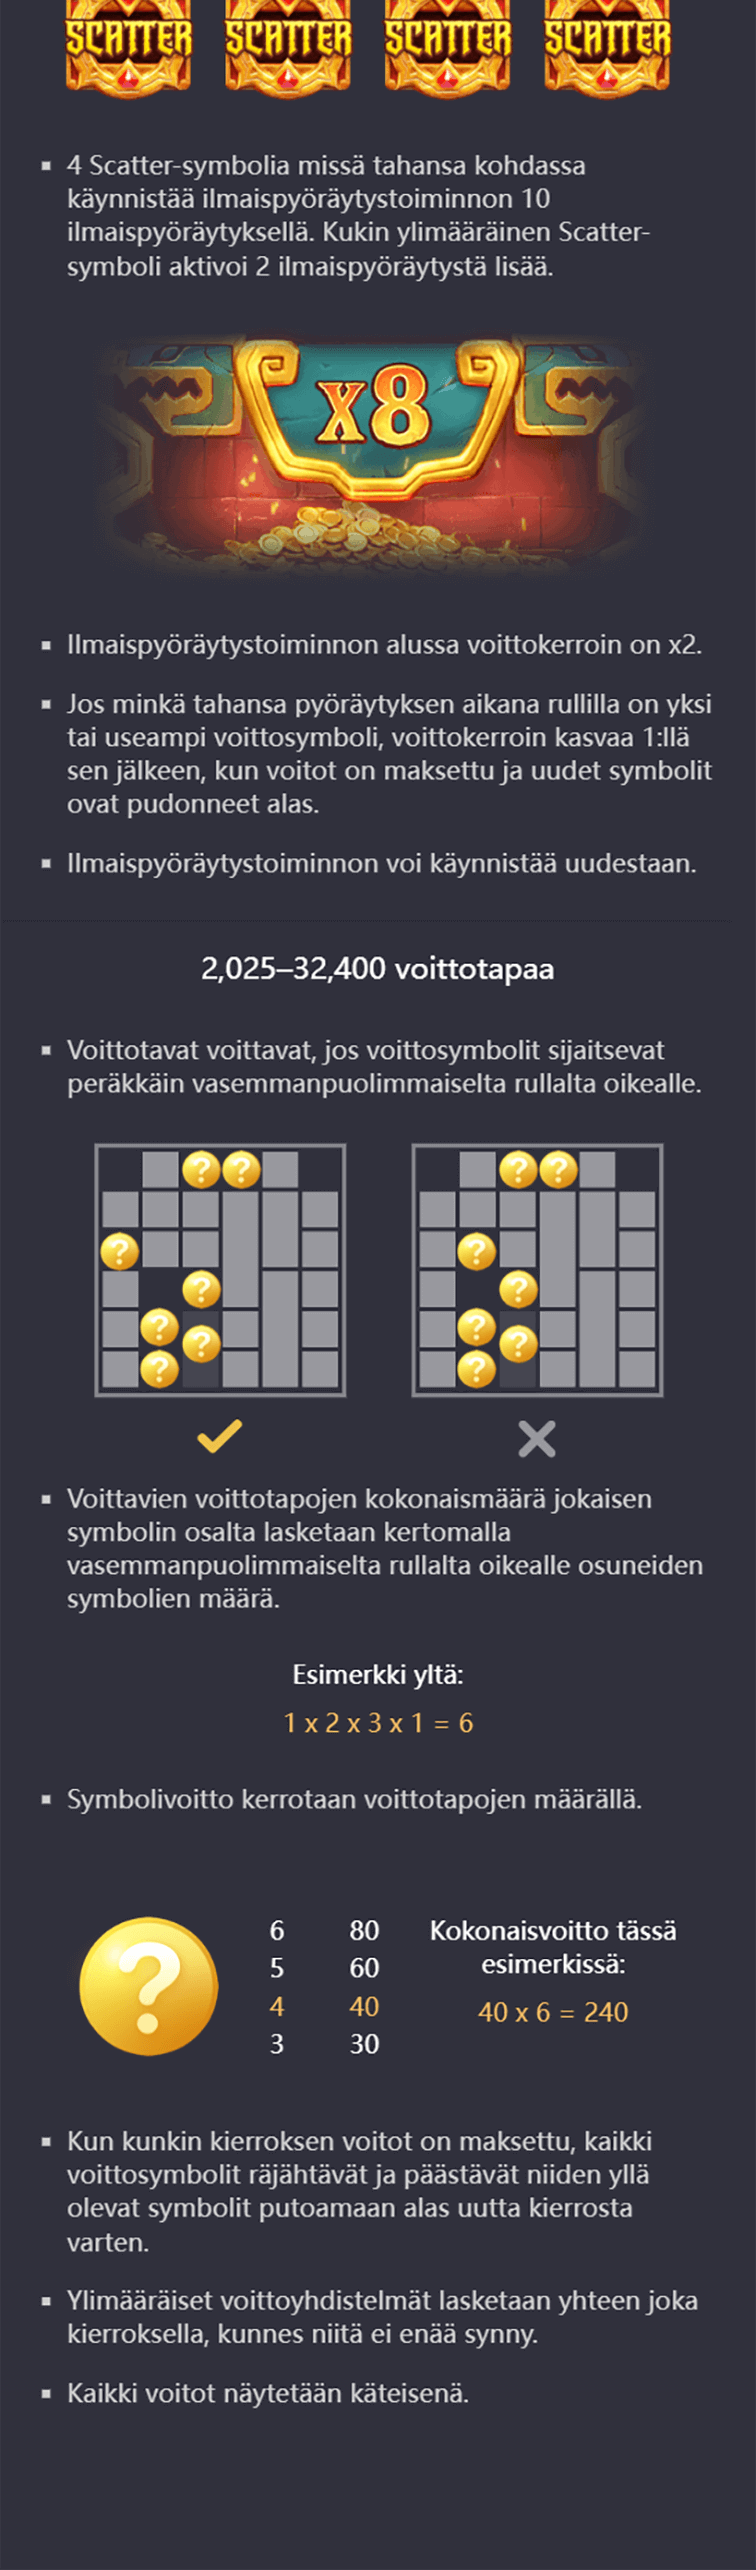 SCATTER SCATTER SCATTER SCATTER
▪ 4 Scatter-symbolia missä tahansa kohdassa
käynnistää ilmaispyöräytystoiminnon 10
ilmaispyöräytyksellä. Kukin ylimääräinen Scatter-
symboli aktivoi 2 ilmaispyöräytystä lisää.
x8
▪ Ilmaispyöräytystoiminnon alussa voittokerroin on x2.
▪ Jos minkä tahansa pyöräytyksen aikana rullilla on yksi
tai useampi voittosymboli, voittokerroin kasvaa 1:llä
sen jälkeen, kun voitot on maksettu ja uudet symbolit
ovat pudonneet alas.
▪ Ilmaispyöräytystoiminnon voi käynnistää uudestaan.
2,025–32,400 voittotapaa
▪ Voittotavat voittavat, jos voittosymbolit sijaitsevat
peräkkäin vasemmanpuolimmaiselta rullalta oikealle.
? ? ? ?
? ?
? ?
? ? ? ?
? ?
▪ Voittavien voittotapojen kokonaismäärä jokaisen
symbolin osalta lasketaan kertomalla
vasemmanpuolimmaiselta rullalta oikealle osuneiden
symbolien määrä.
Esimerkki yltä:
1 x 2 x 3 x 1 = 6
▪ Symbolivoitto kerrotaan voittotapojen määrällä.
?
6 80
5 60
4 40
3 30
Kokonaisvoitto tässä
esimerkissä:
40 x 6 = 240
▪ Kun kunkin kierroksen voitot on maksettu, kaikki
voittosymbolit räjähtävät ja päästävät niiden yllä
olevat symbolit putoamaan alas uutta kierrosta
varten.
▪ Ylimääräiset voittoyhdistelmät lasketaan yhteen joka
kierroksella, kunnes niitä ei enää synny.
▪ Kaikki voitot näytetään käteisenä.